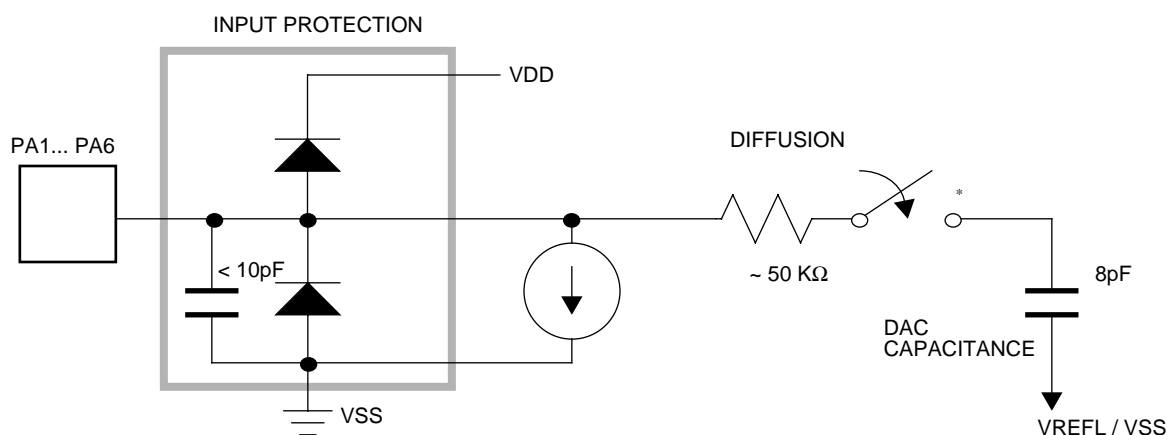 INPUT PROTECTION
VDD
PA1... PA6
DIFFUSION
*
< 10pF
~ 50 KΩ
8pF
DAC
CAPACITANCE
VSS
VREFL / VSS